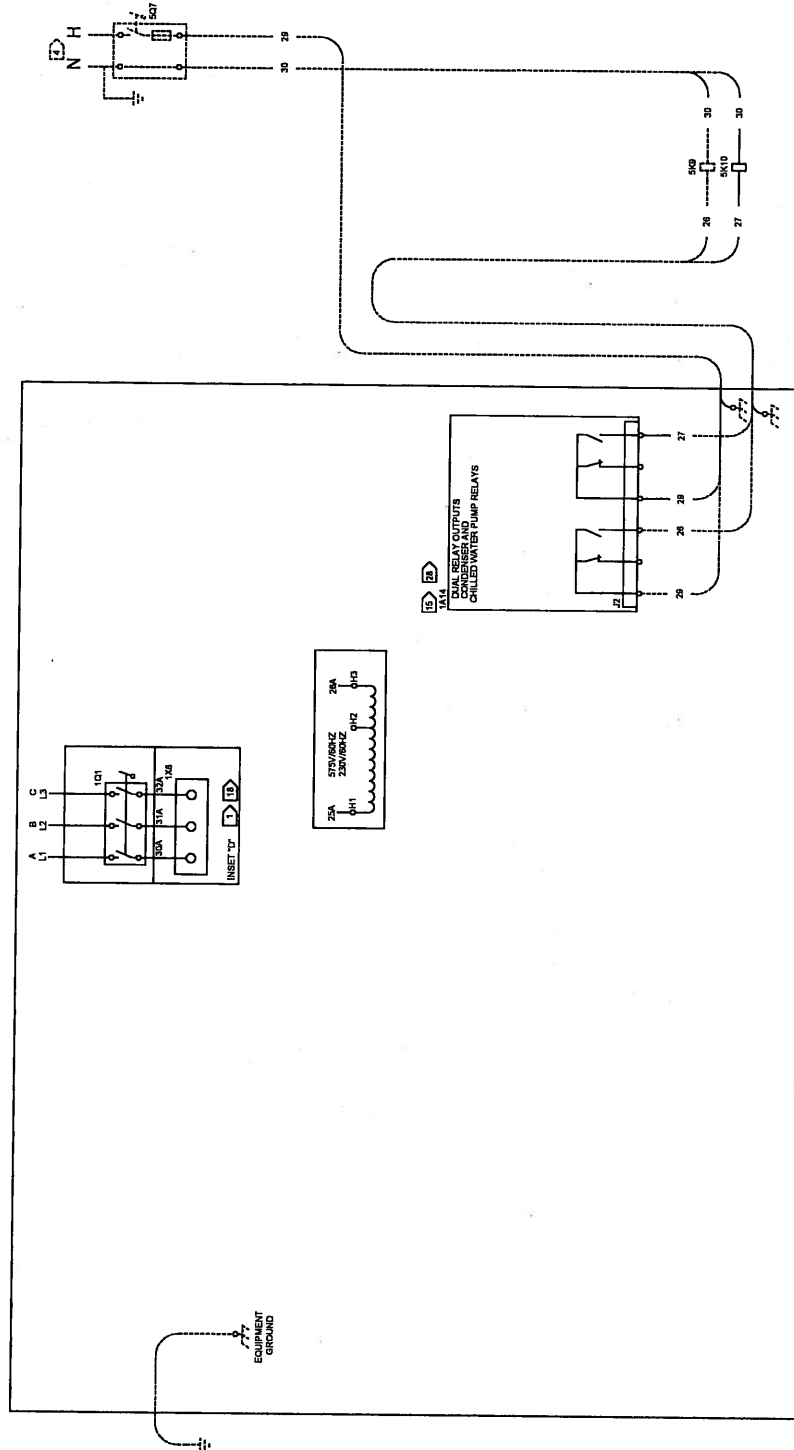 4
H
N
5Q7
29
30
30
30
5K9
5K10
26
27
A
L1
B
L2
C
L3
1Q1
30A
31A
32A
1X8
INSET "D"
1
18
25A
26A
H1
H2
H3
575V/60HZ
230V/60HZ
15
28
1A14
DUAL RELAY OUTPUTS
CONDENSER AND
CHILLED WATER PUMP RELAYS
J2
29
26
29
27
EQUIPMENT
GROUND